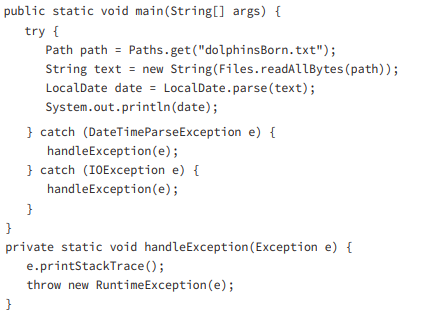 public static void main(String[] args) {
try {
Path path = Paths.get("dolphinsBorn.txt");
String text = new String(Files.readAllBytes(path));
LocalDate date = LocalDate.parse(text);
System.out.println(date);
} catch (DateTimeParseException e) {
handleException(e);
} catch (IOException e) {
handleException(e);
}
}
private static void handleException(Exception e) {
e.printStackTrace();
throw new RuntimeException(e);
}